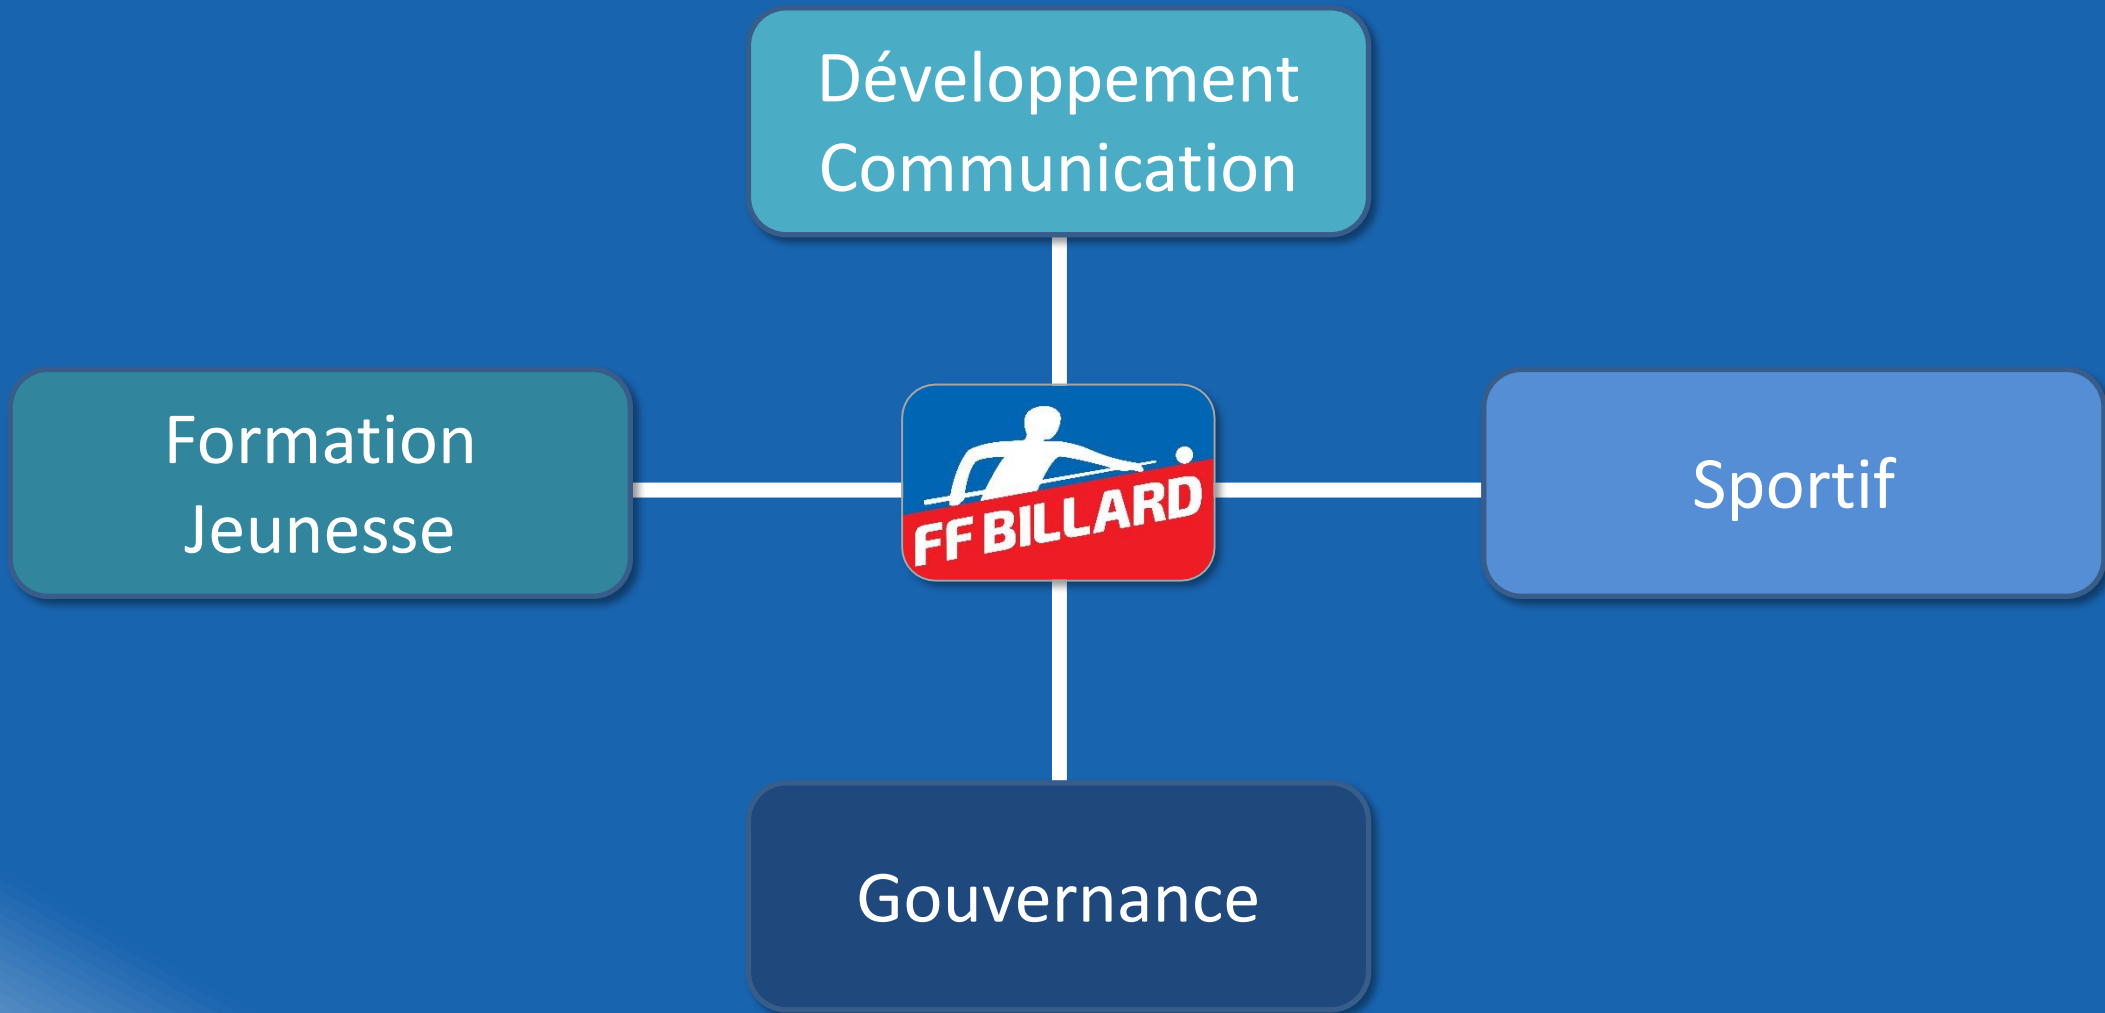 Développement
Communication
Formation
Jeunesse
FF BILLARD
Sportif
Gouvernance